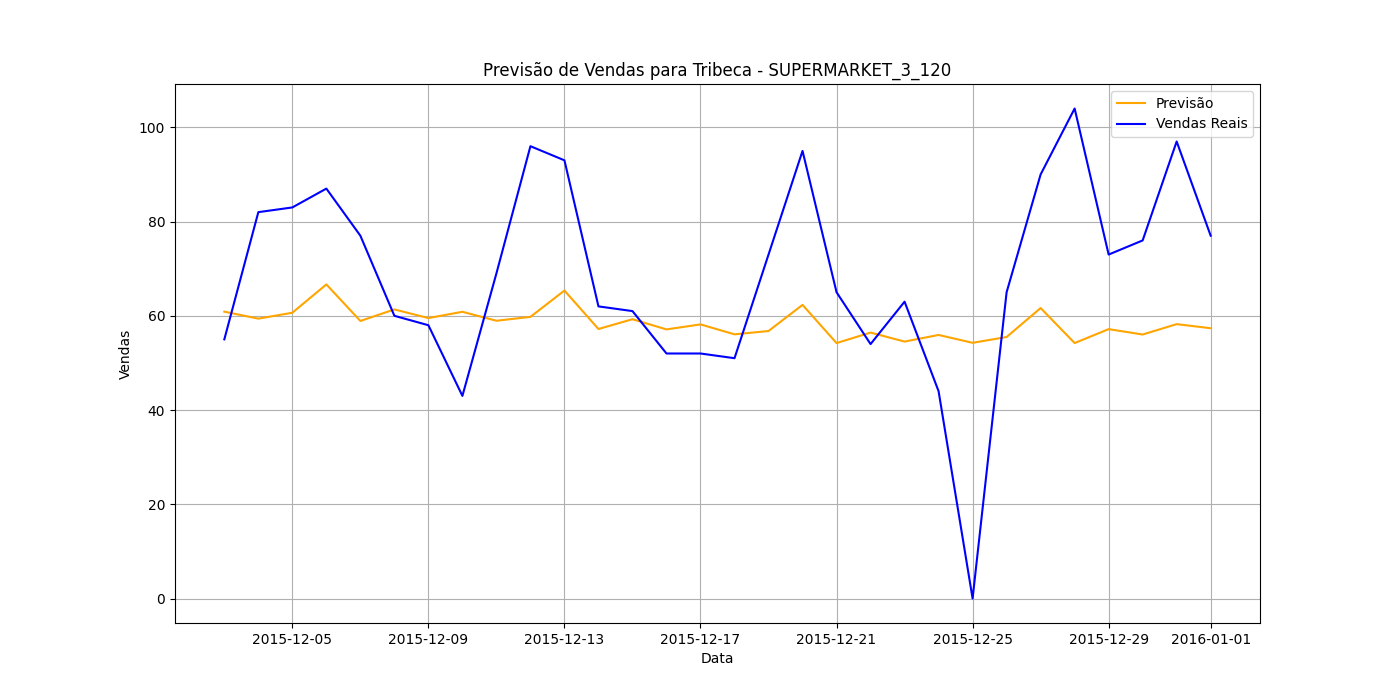 Previsão de Vendas para Tribeca - SUPERMARKET_3_120
Previsão
Vendas Reais
Vendas
100
80
60
40
20
0
2015-12-05
2015-12-09
2015-12-13
2015-12-17
2015-12-21
2015-12-25
2015-12-29
2016-01-01
Data